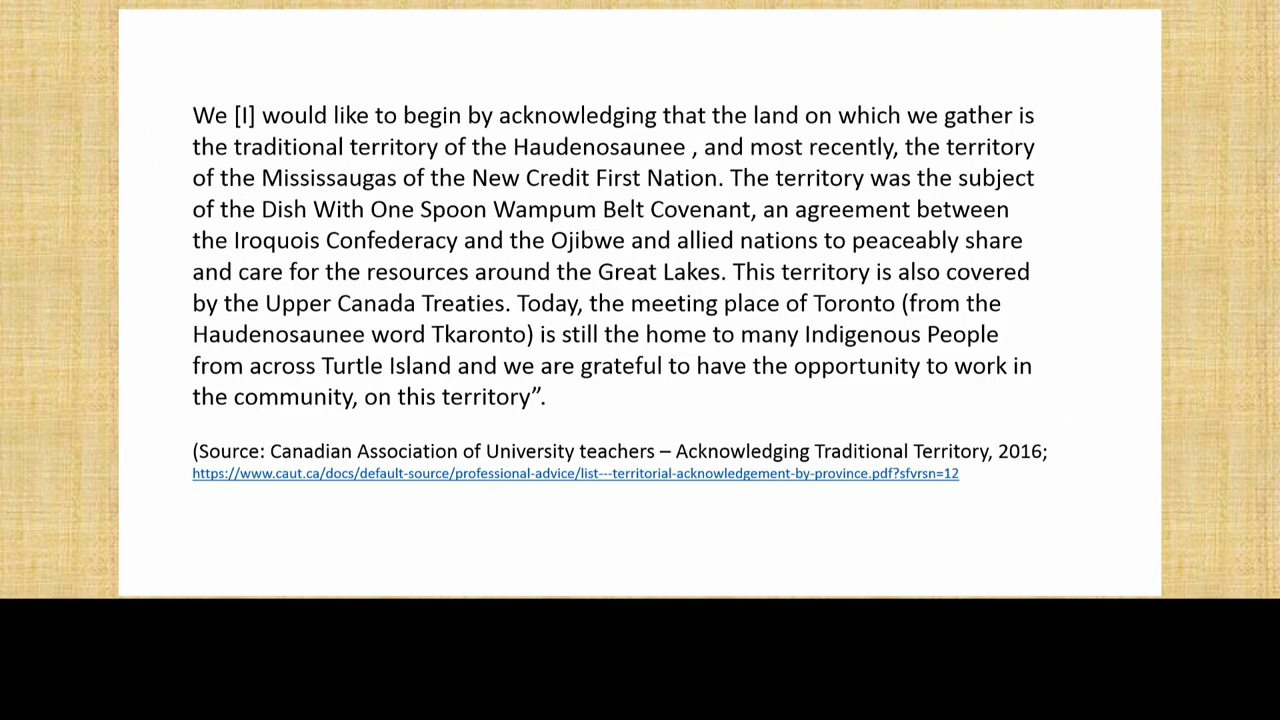 We [I] would like to begin by acknowledging that the land on which we gather is
the traditional territory of the Haudenosaunee , and most recently, the territory
of the Mississaugas of the New Credit First Nation. The territory was the subject
of the Dish With One Spoon Wampum Belt Covenant, an agreement between
the Iroquois Confederacy and the Ojibwe and allied nations to peaceably share
and care for the resources around the Great Lakes. This territory is also covered
by the Upper Canada Treaties. Today, the meeting place of Toronto (from the
Haudenosaunee word Tkaronto) is still the home to many Indigenous People
from across Turtle Island and we are grateful to have the opportunity to work in
the community, on this territory”.
(Source: Canadian Association of University teachers – Acknowledging Traditional Territory, 2016;
https://www.caut.ca/docs/default-source/professional-advice/list---territorial-acknowledgement-by-province.pdf?sfvrsn=12